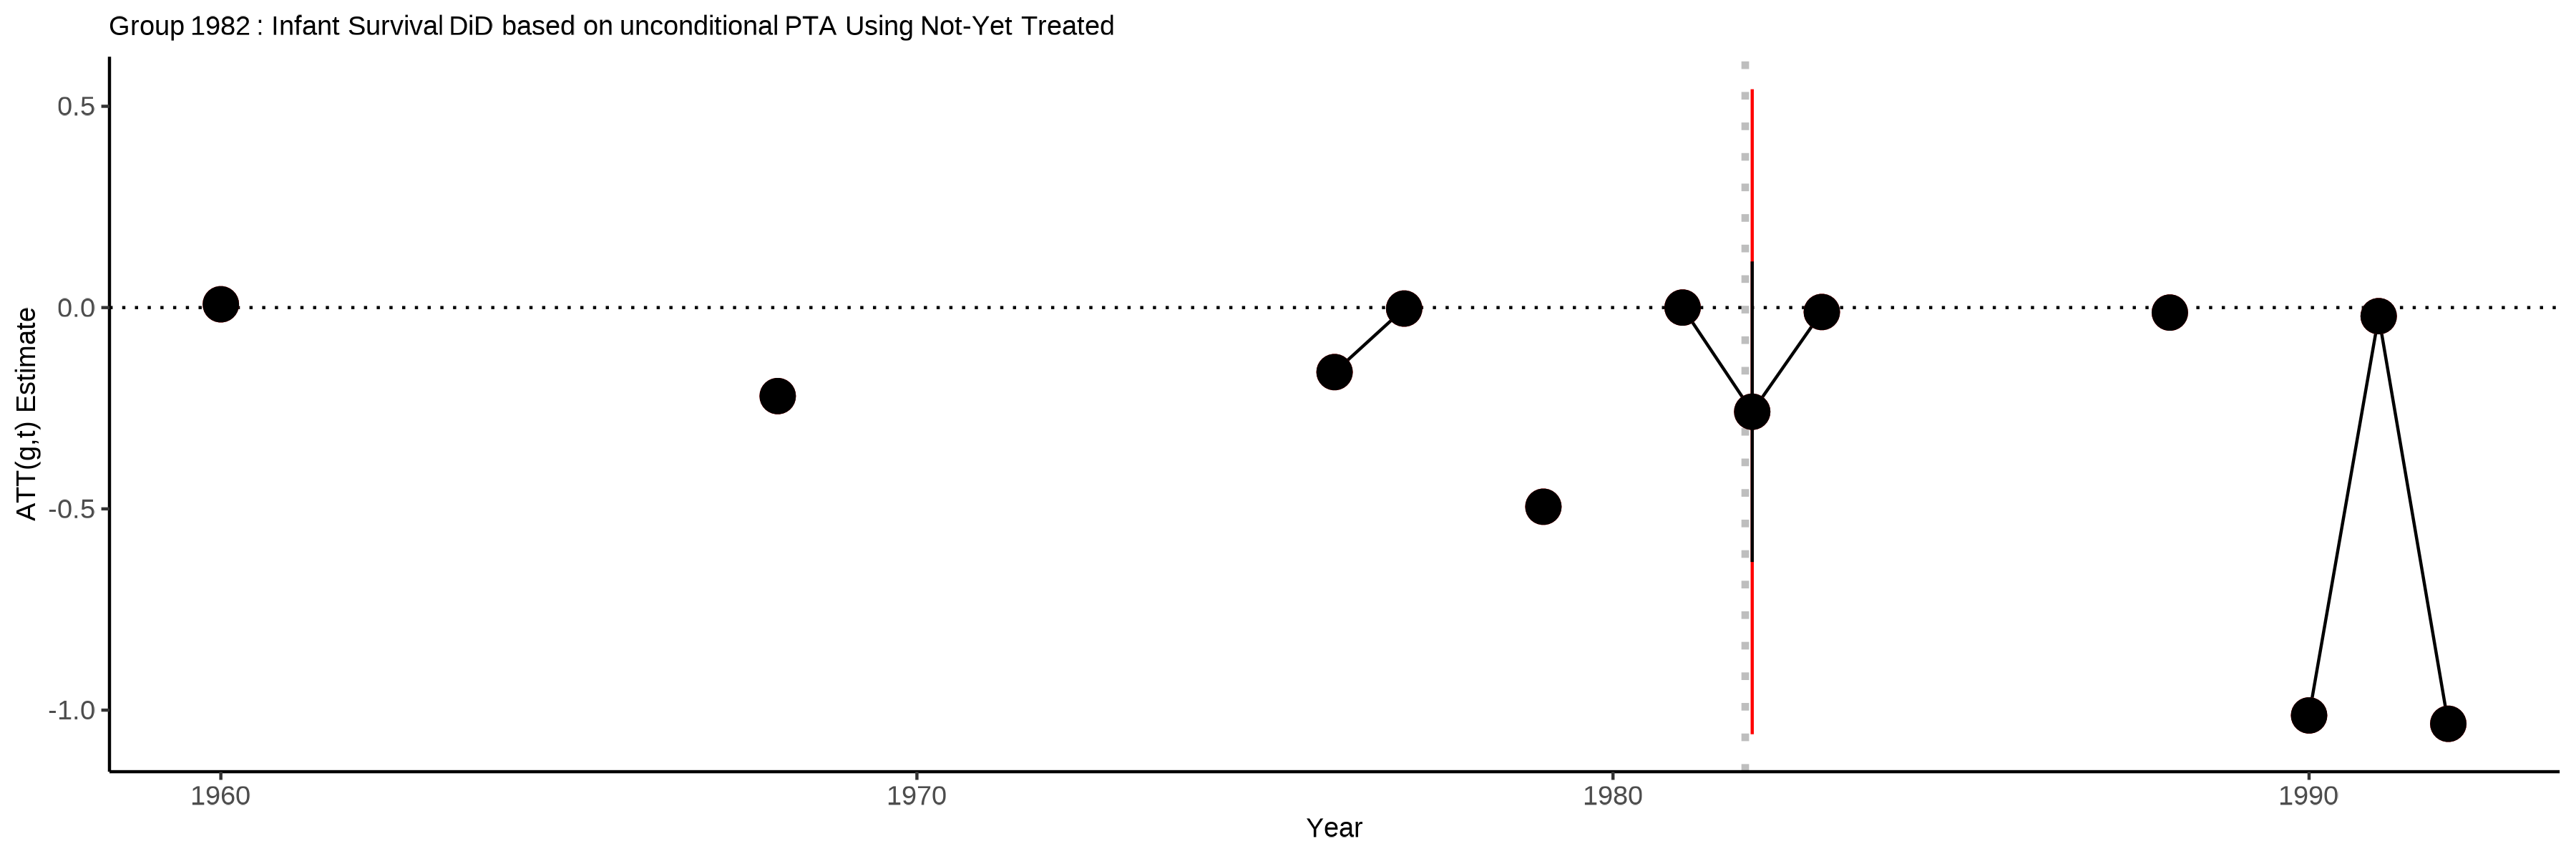 Group 1982 : Infant Survival DiD based on unconditional PTA Using Not-Yet Treated
ATT(g,t) Estimate
0.5
0.0
-0.5
-1.0
1960
1970
1980
1990
Year